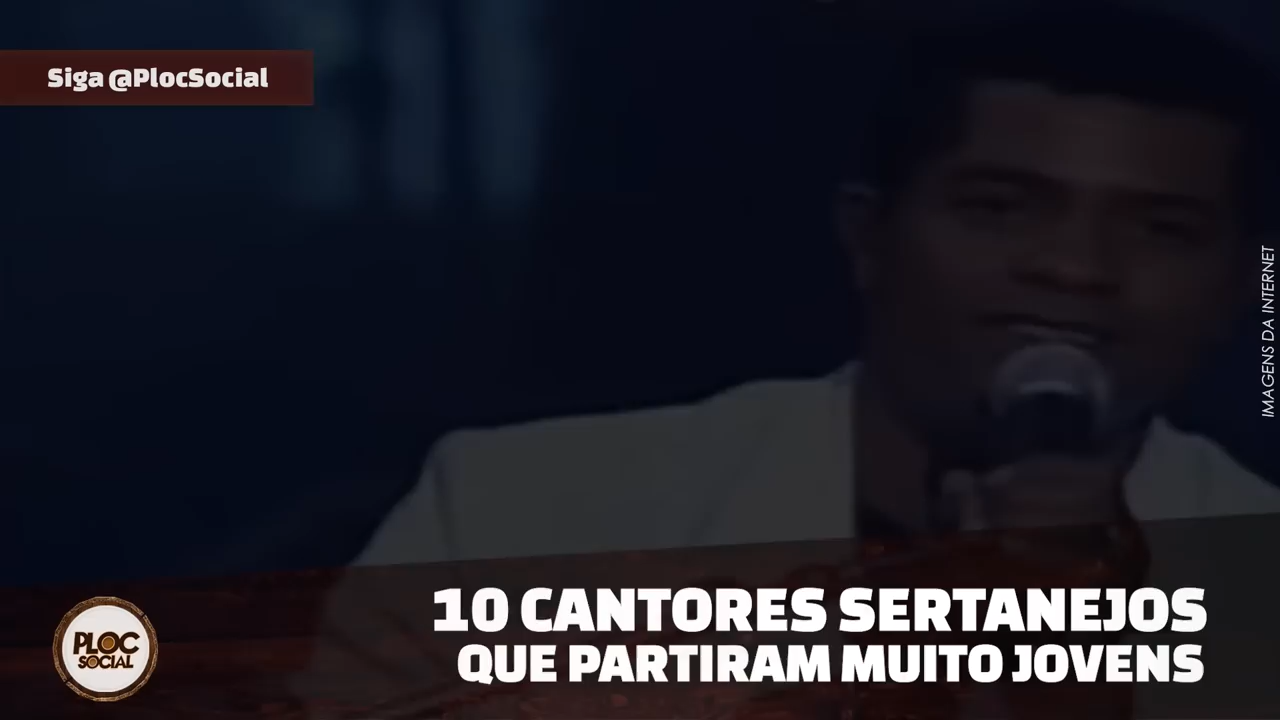 Siga @PlocSocial
IMAGENS DA INTERNET
10 CANTORES SERTANEJOS
QUE PARTIRAM MUITO JOVENS
PLOC
SOCIAL